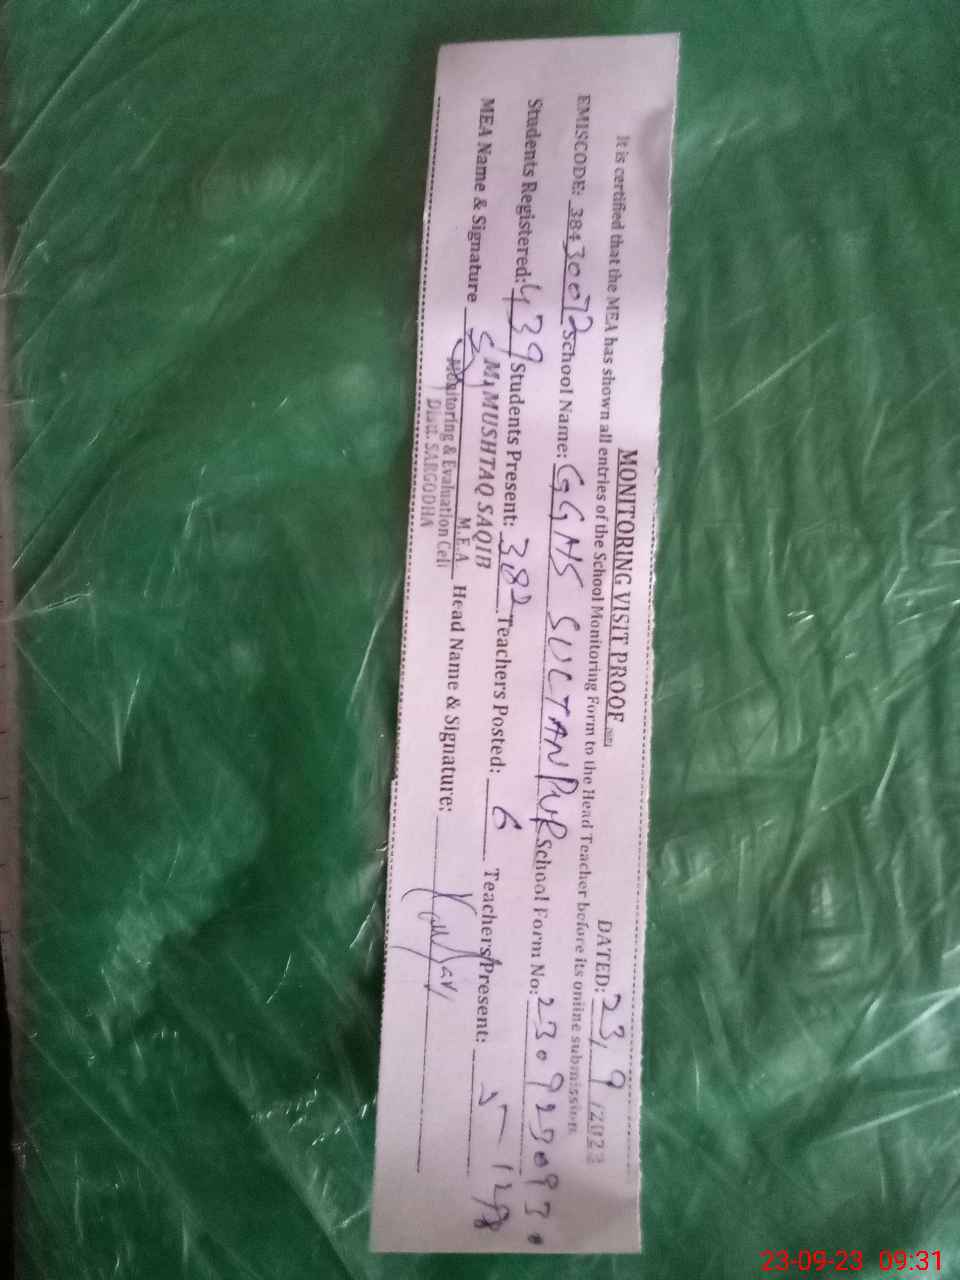 MONITORING VISIT PROOF
DATED: 23/9/2023
It is certified that the MEA has shown all entries of the School Monitoring Form to the Head Teacher before its online submission
EMISCODE: 38430072 School Name: GGHS SULTANPUR School Form No: 2309230930
Students Registered: 439 Students Present: 382 Teachers Posted: 6 Teachers Present: 5
MEA Name & Signature M. MUSHTAQ SAQIB Head Name & Signature:
M.E.A
Monitoring & Evaluation Cell
Distt. SARGODHA
23-09-23 09:31